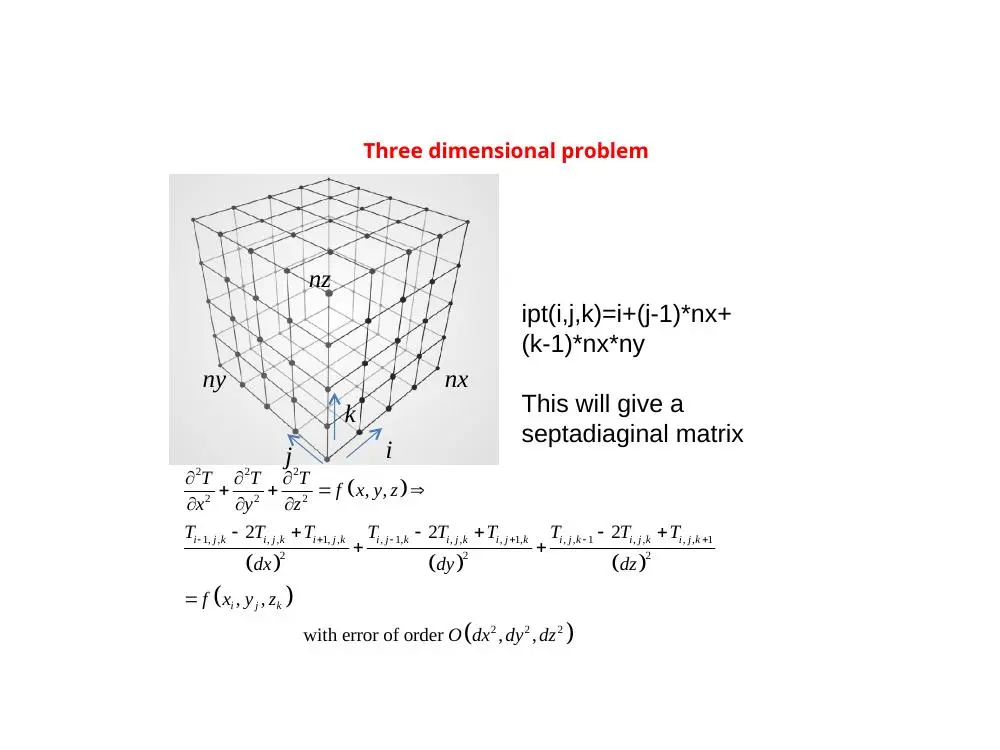 Three dimensional problem
nz
ny
nx
k
j
i
ipt(i,j,k)=i+(j-1)*nx+
(k-1)*nx*ny
This will give a
septadiaginal matrix
∂²T/∂x² + ∂²T/∂y² + ∂²T/∂z² = f(x, y, z) ⇒
(T_{i−1,j,k} − 2T_{i,j,k} + T_{i+1,j,k})/(dx)² + (T_{i,j−1,k} − 2T_{i,j,k} + T_{i,j+1,k})/(dy)² + (T_{i,j,k−1} − 2T_{i,j,k} + T_{i,j,k+1})/(dz)²
= f(x_i, y_j, z_k)
with error of order O(dx², dy², dz²)